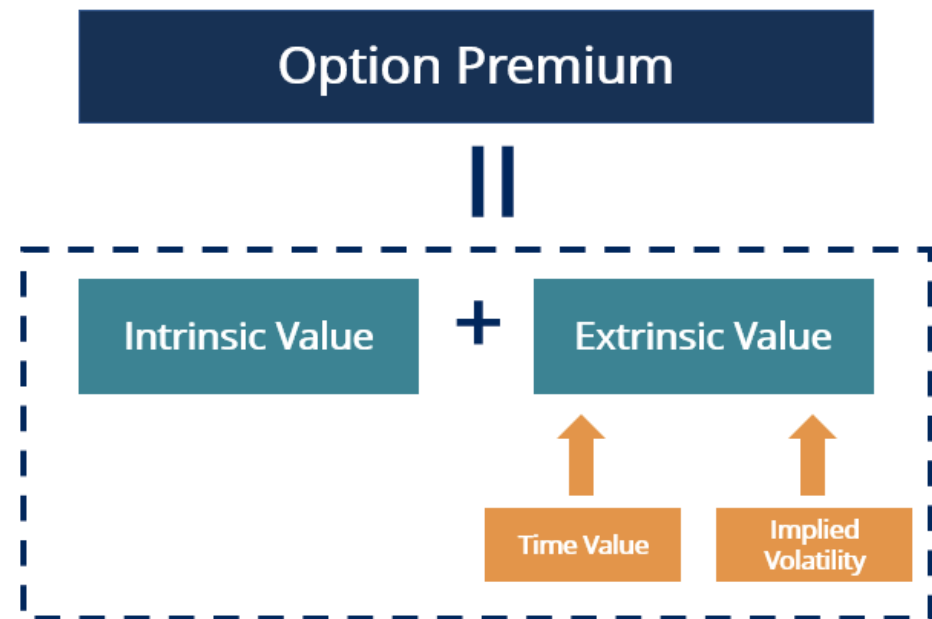 Option Premium
=
Intrinsic Value
+
Extrinsic Value
Time Value
Implied
Volatility